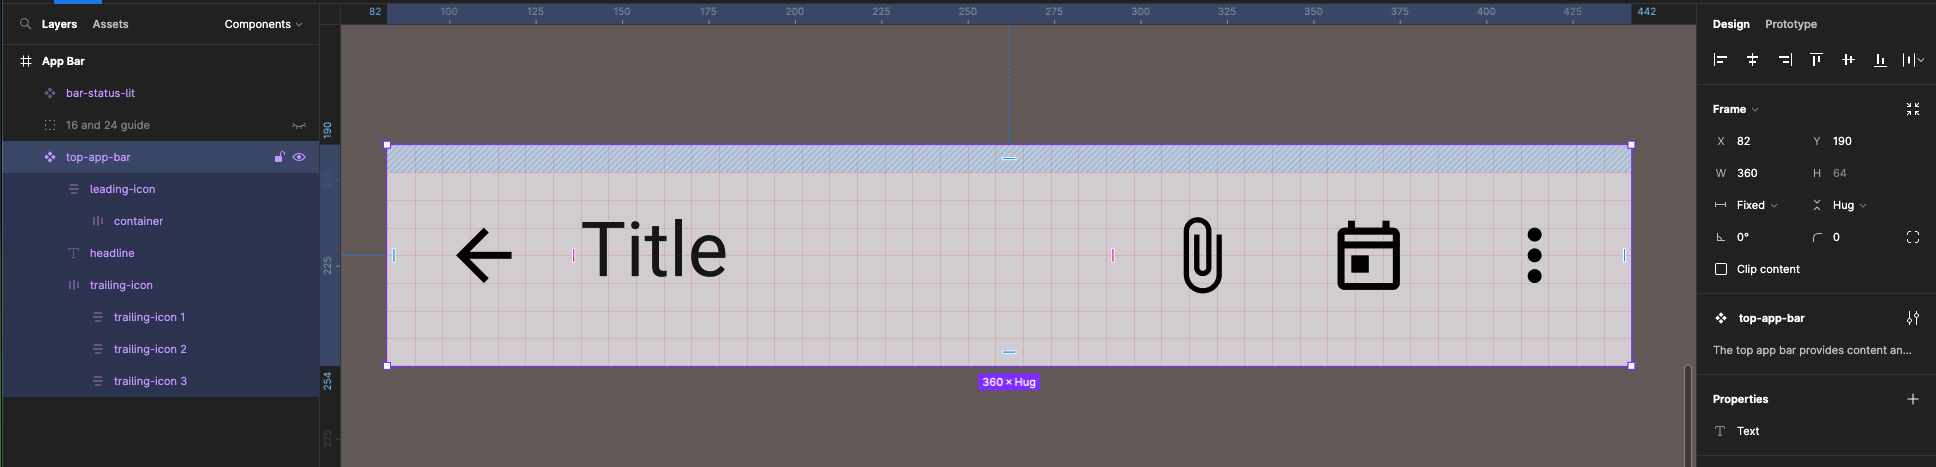 Layers Assets Components
App Bar
bar-status-lit
16 and 24 guide
top-app-bar
leading-icon
container
headline
trailing-icon
trailing-icon 1
trailing-icon 2
trailing-icon 3
82 100 125 150 175 200 225 250 275 300 325 350 375 400 425 442
190
200
225
254
275
Title
360 × Hug
Design Prototype
Frame
X 82 Y 190
W 360 H 64
Fixed Hug
0° 0
Clip content
top-app-bar
The top app bar provides content an...
Properties
Text